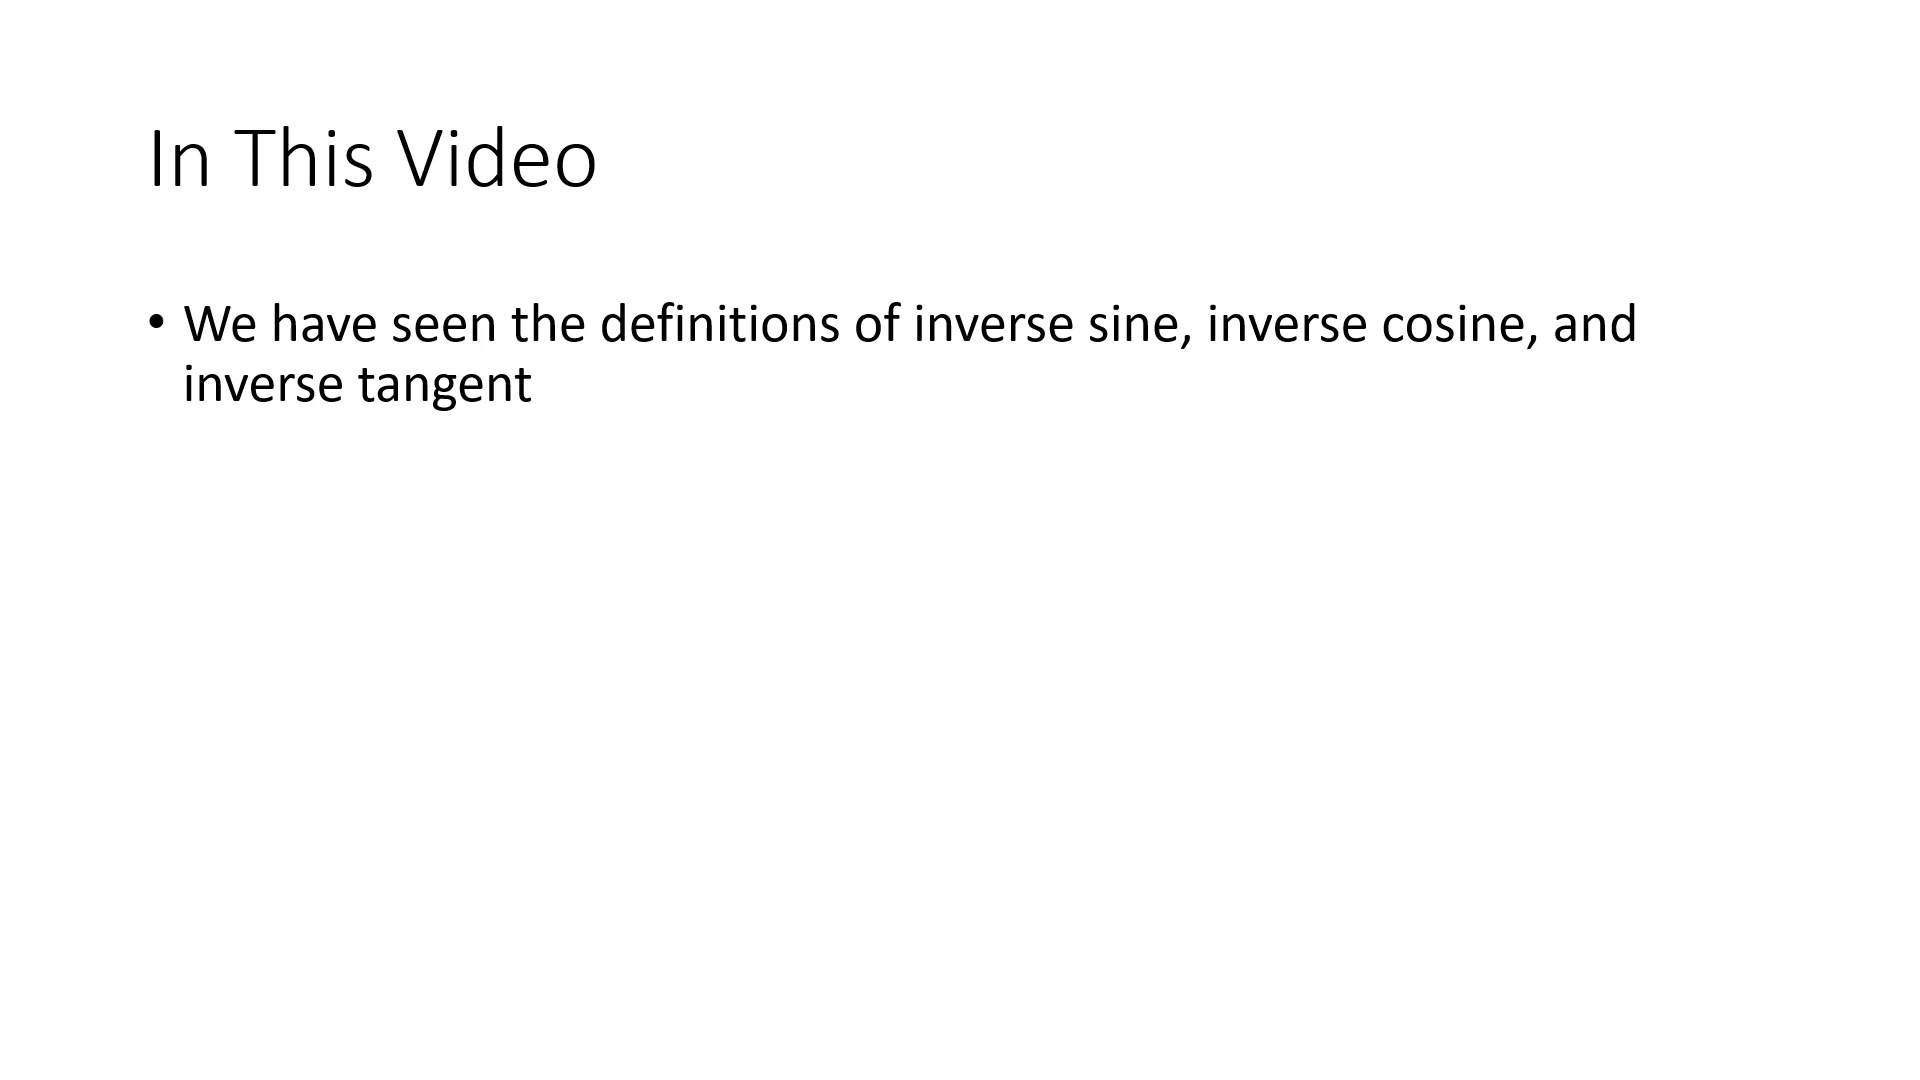 In This Video
• We have seen the definitions of inverse sine, inverse cosine, and
inverse tangent